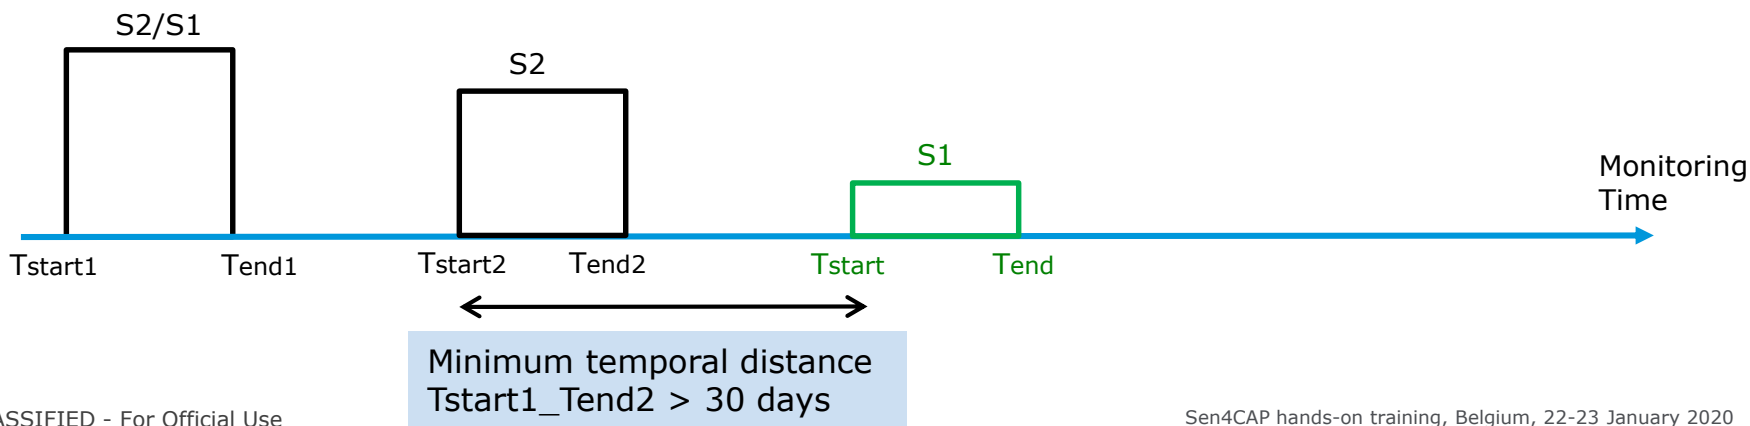 S2/S1
S2
S1
Monitoring
Time
Tstart1
Tend1
Tstart2
Tend2
Tstart
Tend
Minimum temporal distance
Tstart1_Tend2 > 30 days
ASSIFIED - For Official Use
Sen4CAP hands-on training, Belgium, 22-23 January 2020